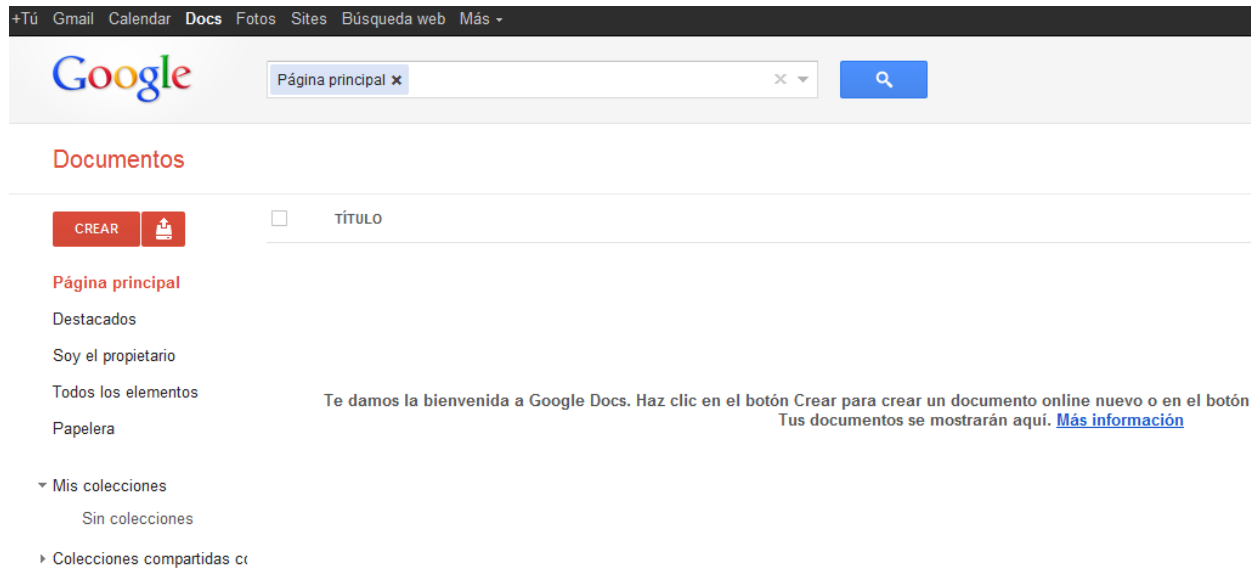 +Tú Gmail Calendar Docs Fotos Sites Búsqueda web Más
Google
Página principal
Documentos
CREAR
TÍTULO
Página principal
Destacados
Soy el propietario
Todos los elementos
Papelera
Te damos la bienvenida a Google Docs. Haz clic en el botón Crear para crear un documento online nuevo o en el botón
Tus documentos se mostrarán aquí. Más información
Mis colecciones
Sin colecciones
Colecciones compartidas